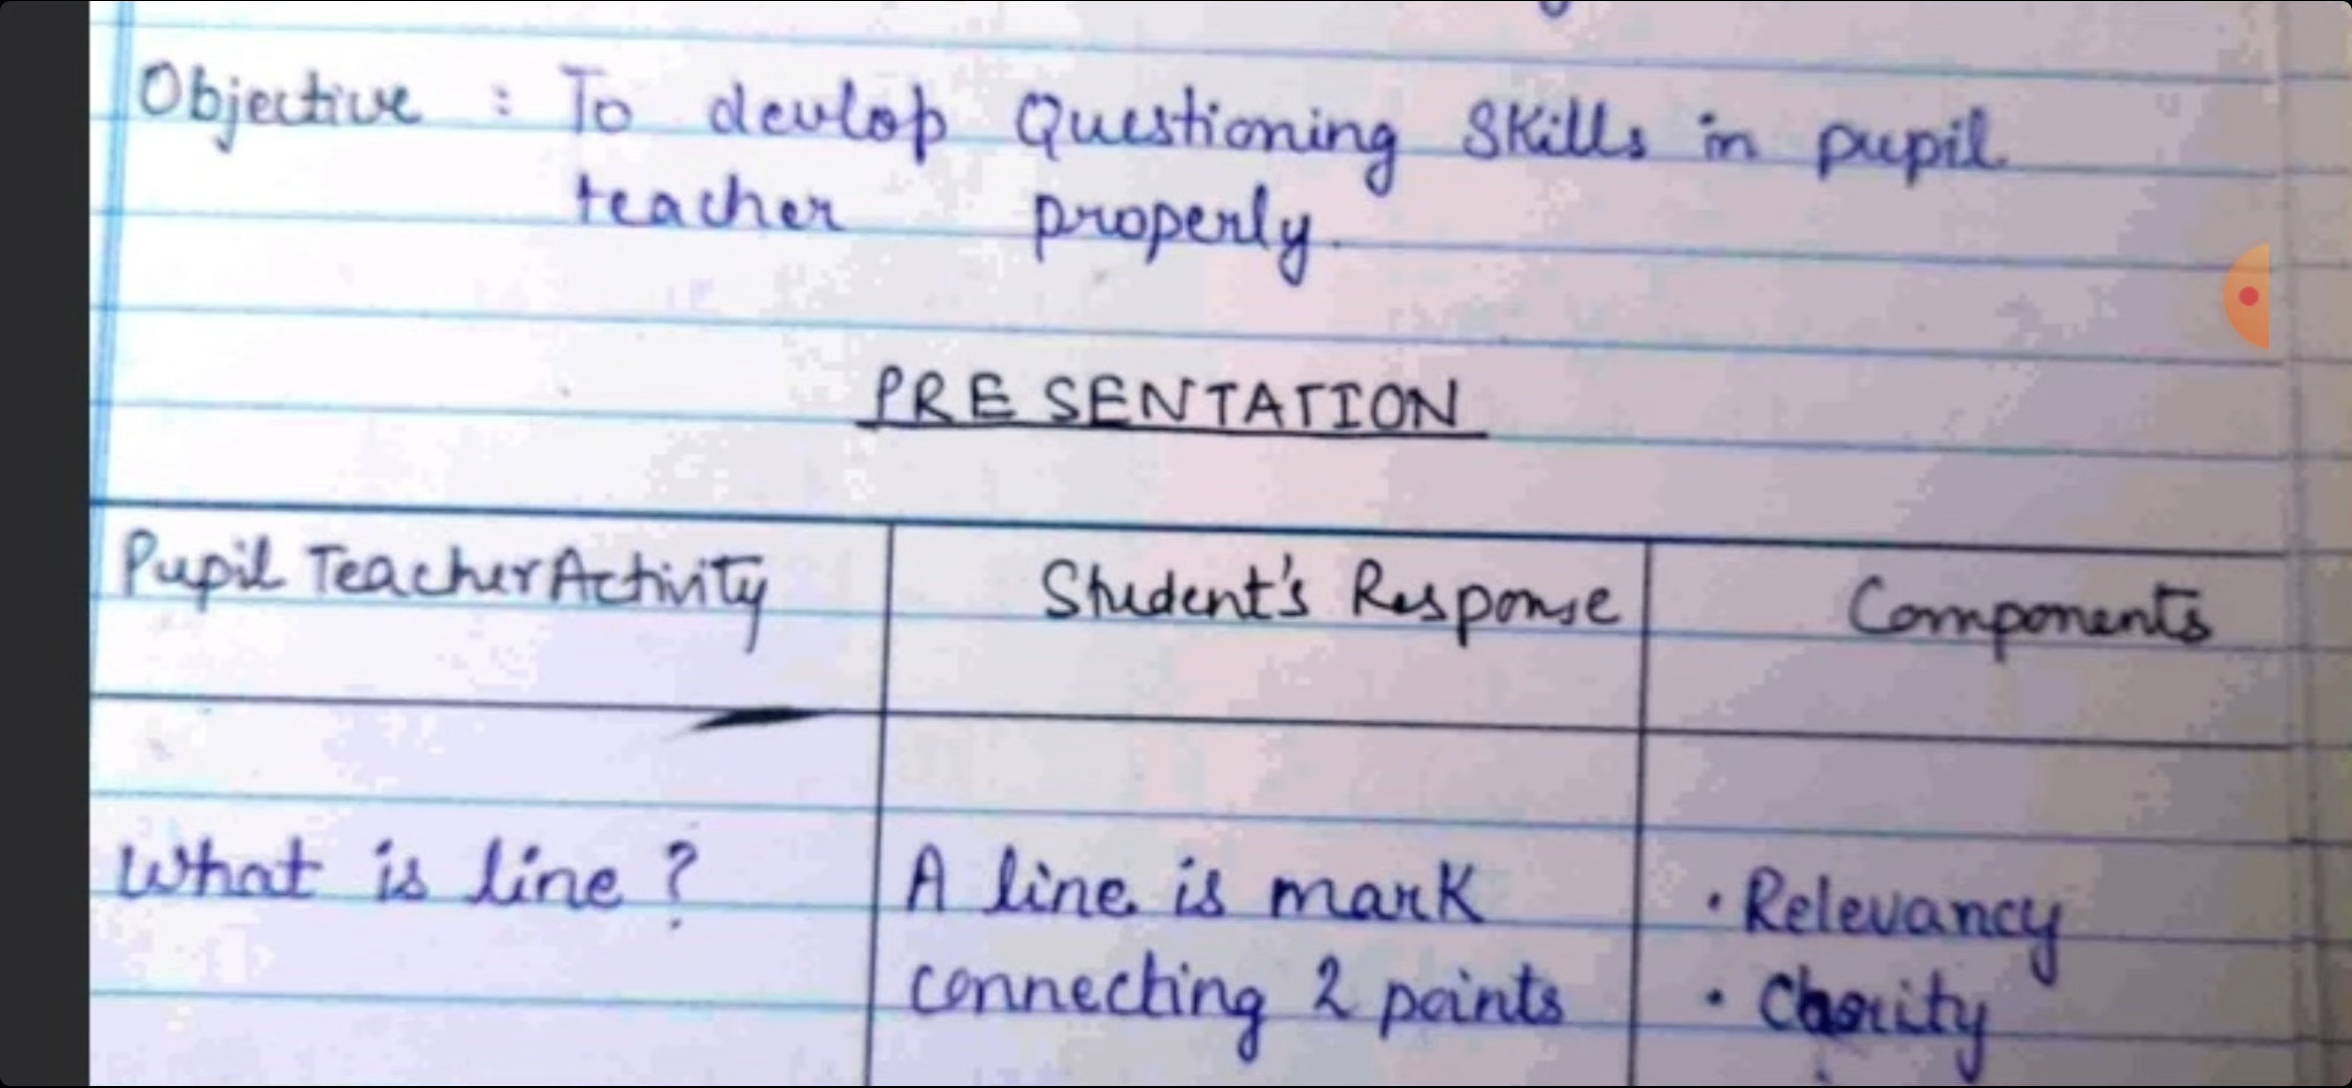 Objective : To devlop Questioning Skills in pupil
teacher properly.
PRESENTATION
Pupil Teacher Activity Student's Response Components
What is line ? A line is mark • Relevancy
connecting 2 points •